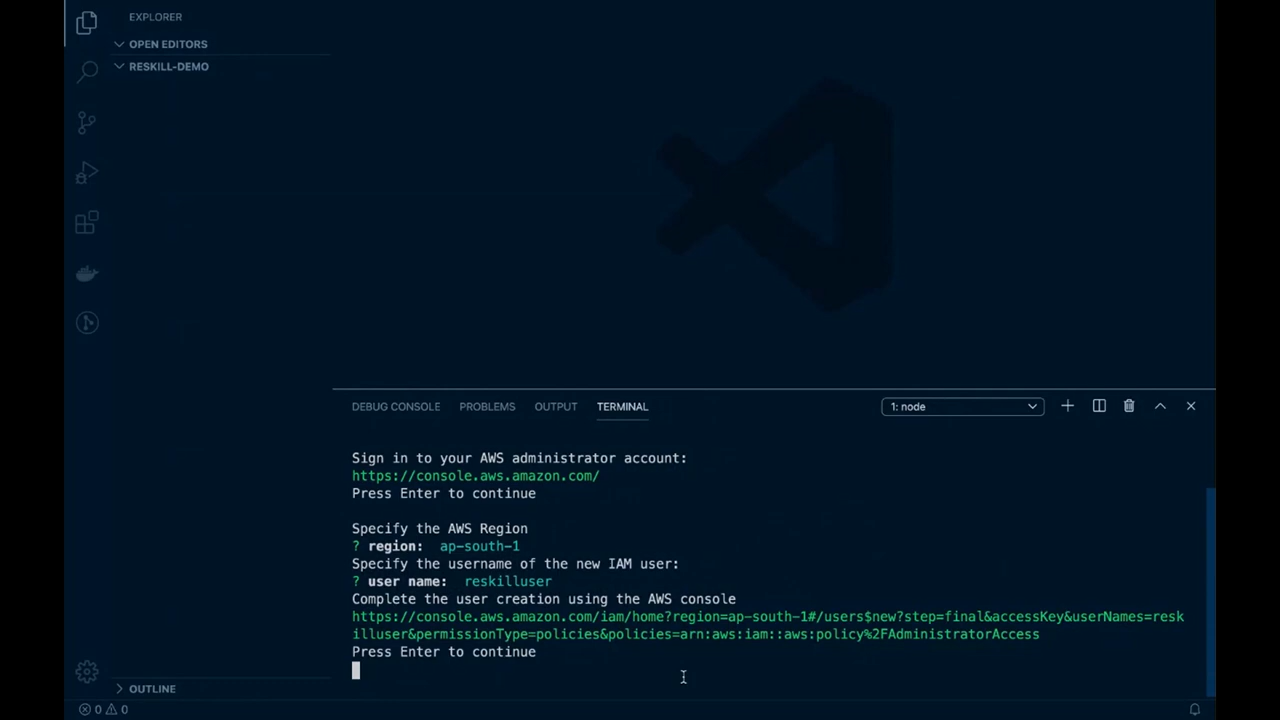 EXPLORER
OPEN EDITORS
RESKILL-DEMO
DEBUG CONSOLE PROBLEMS OUTPUT TERMINAL 1: node
Sign in to your AWS administrator account:
https://console.aws.amazon.com/
Press Enter to continue
Specify the AWS Region
? region: ap-south-1
Specify the username of the new IAM user:
? user name: reskilluser
Complete the user creation using the AWS console
https://console.aws.amazon.com/iam/home?region=ap-south-1#/users$new?step=final&accessKey&userNames=resk
illuser&permissionType=policies&policies=arn:aws:iam::aws:policy%2FAdministratorAccess
Press Enter to continue
OUTLINE
0 0